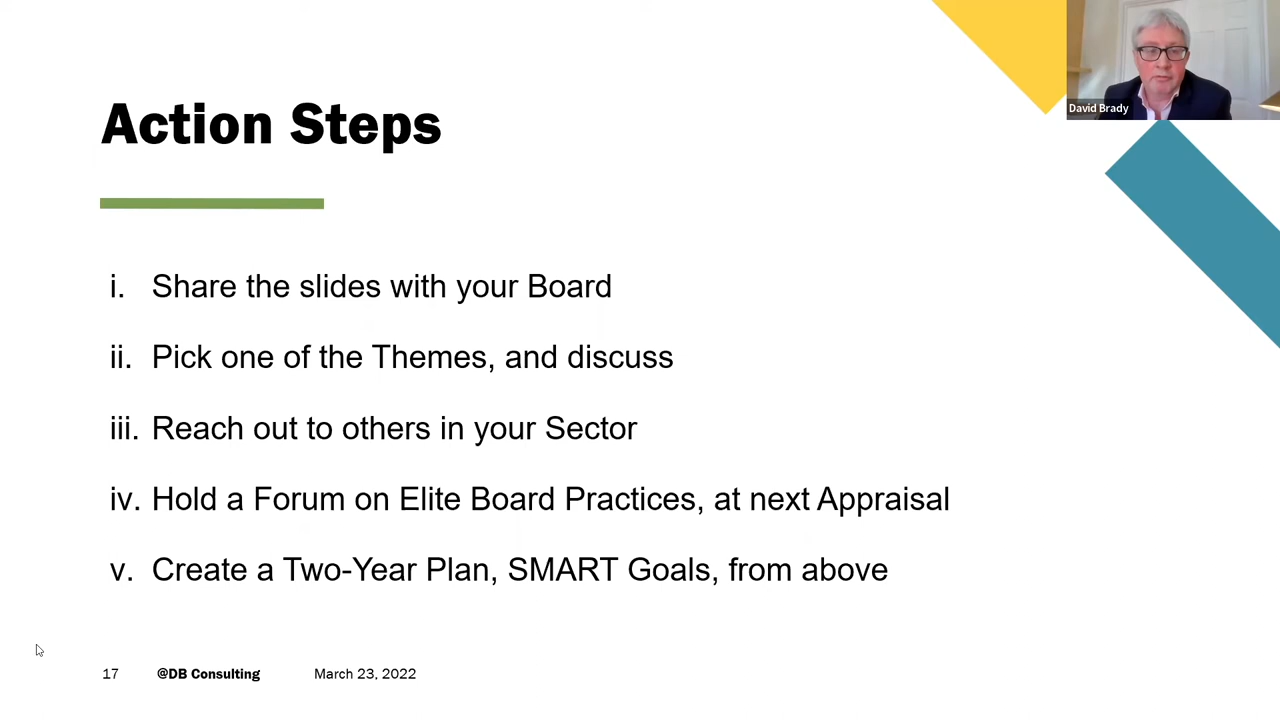 David Brady
Action Steps
i. Share the slides with your Board
ii. Pick one of the Themes, and discuss
iii. Reach out to others in your Sector
iv. Hold a Forum on Elite Board Practices, at next Appraisal
v. Create a Two-Year Plan, SMART Goals, from above
17 @DB Consulting March 23, 2022